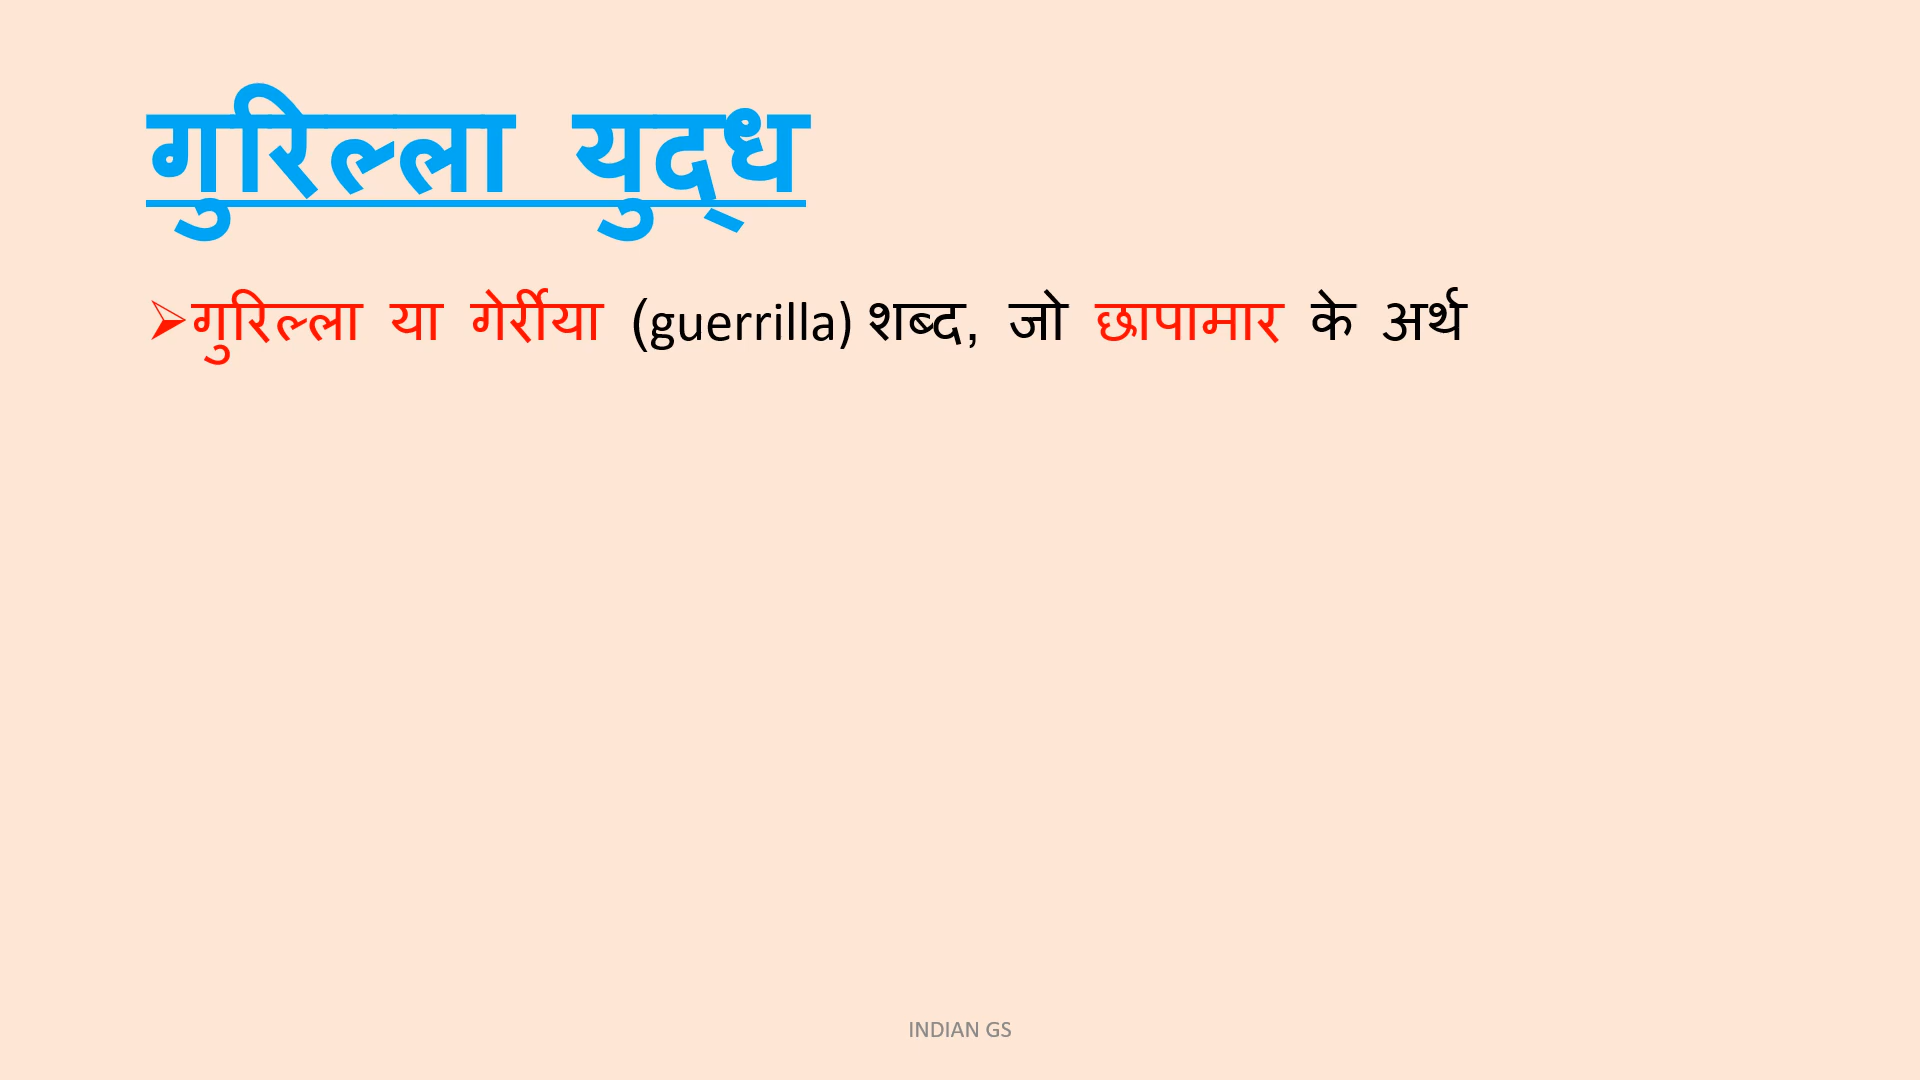 गुरिल्ला युद्ध
➢गुरिल्ला या गेर्रीया (guerrilla) शब्द, जो छापामार के अर्थ
INDIAN GS